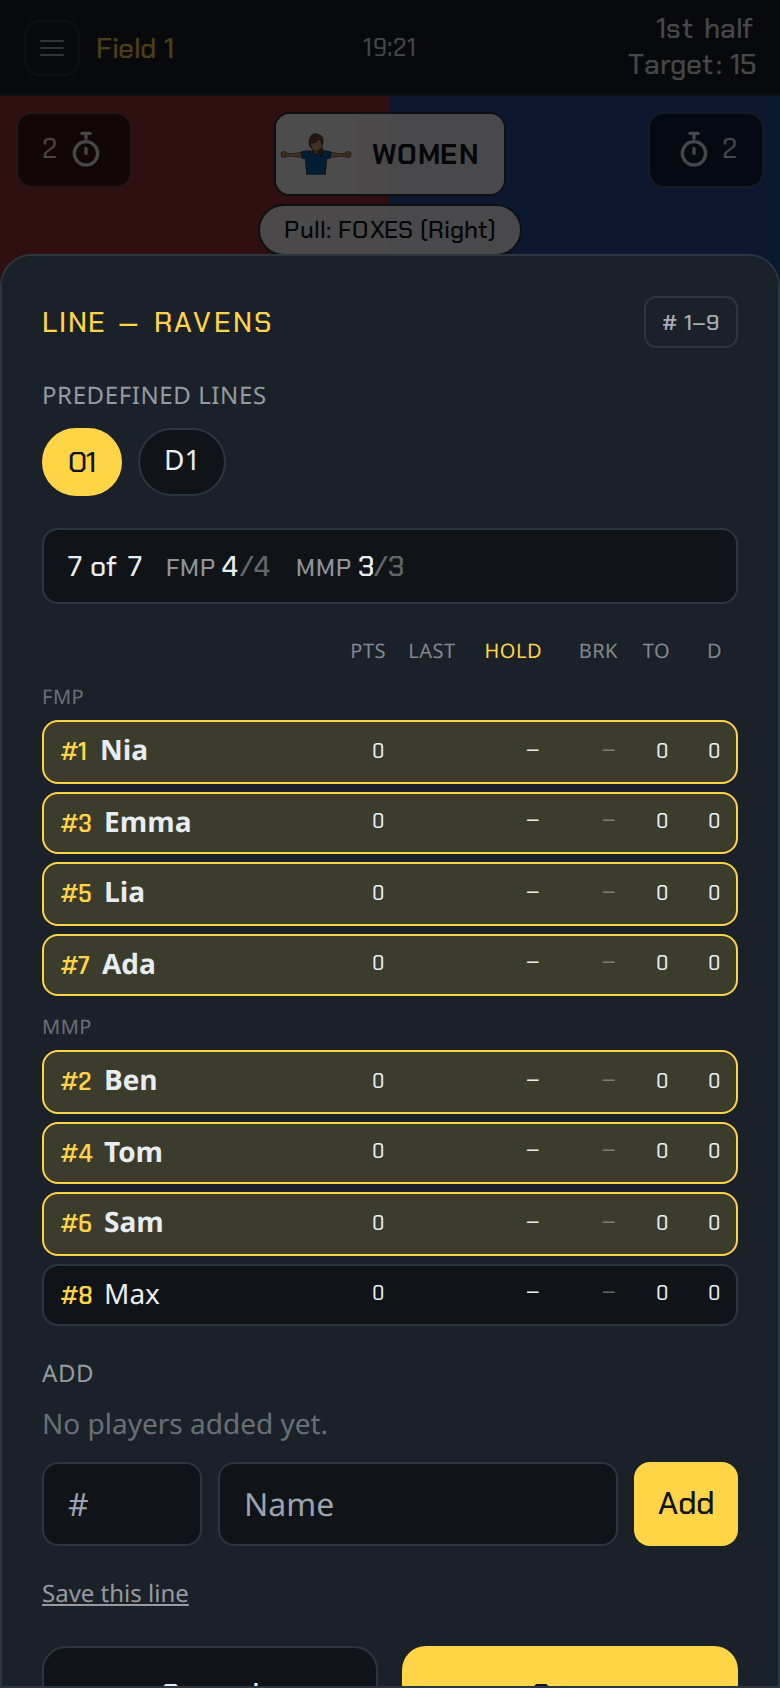 Field 1
19:21
1st half
Target: 15
2
WOMEN
2
Pull: FOXES (Right)
LINE – RAVENS
# 1–9
PREDEFINED LINES
O1
D1
7 of 7 FMP 4/4 MMP 3/3
PTS LAST HOLD BRK TO D
FMP
#1 Nia 0 – – 0 0
#3 Emma 0 – – 0 0
#5 Lia 0 – – 0 0
#7 Ada 0 – – 0 0
MMP
#2 Ben 0 – – 0 0
#4 Tom 0 – – 0 0
#6 Sam 0 – – 0 0
#8 Max 0 – – 0 0
ADD
No players added yet.
# Name Add
Save this line